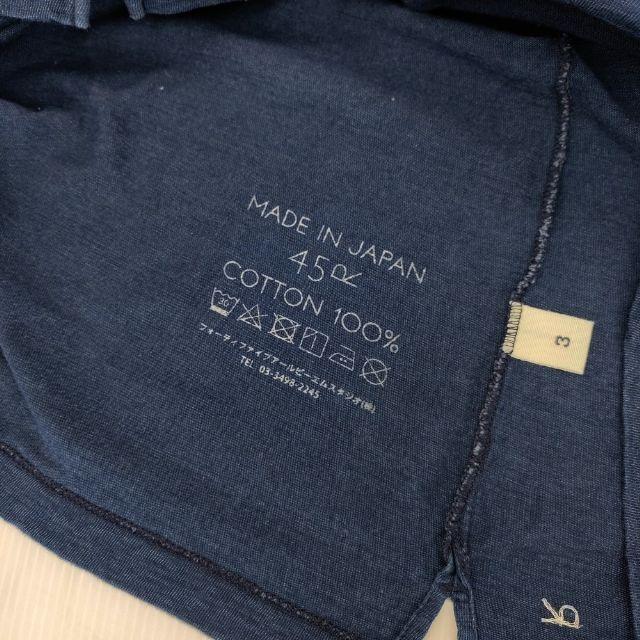 MADE IN JAPAN
45R
COTTON 100%
フォーティファイブアールピーエムスタジオ(株)
TEL 03-3498-2245
3
R